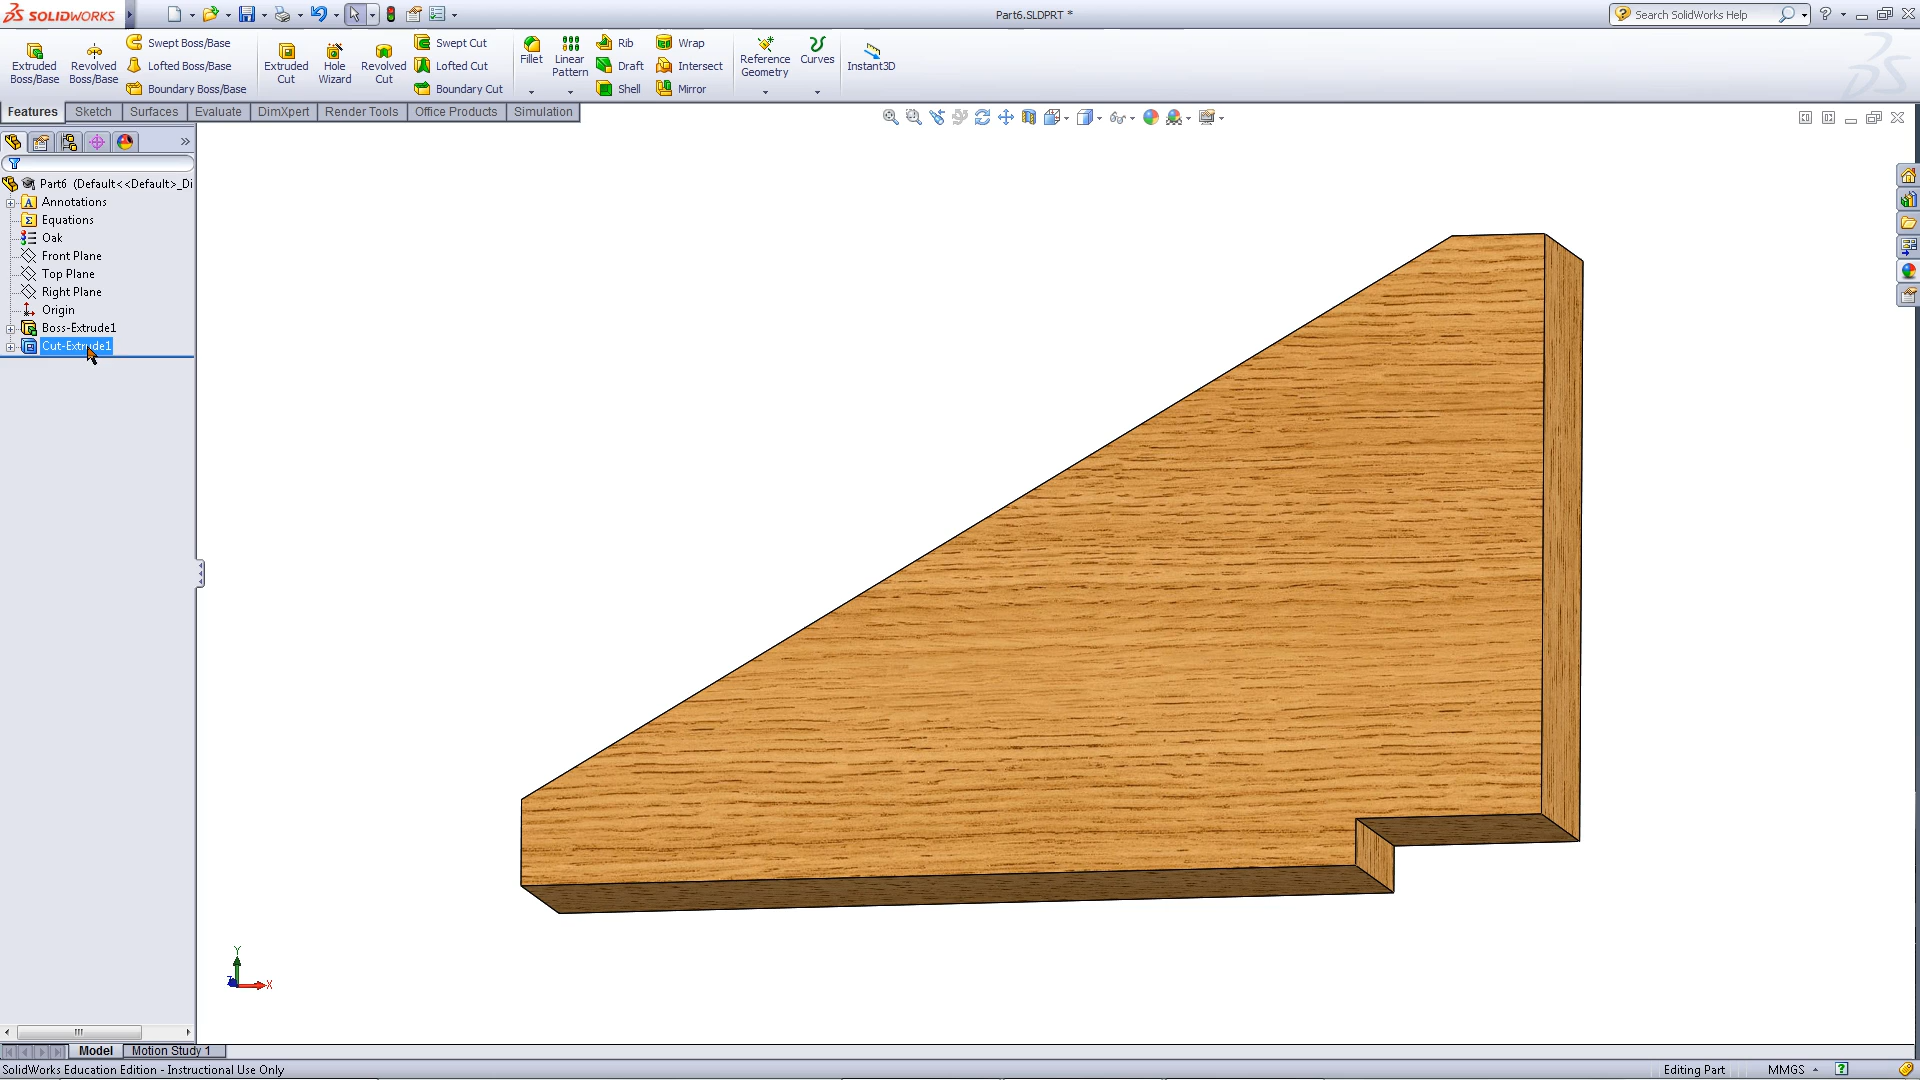 SOLIDWORKS
Part6.SLDPRT *
Search SolidWorks Help
Extruded Boss/Base
Revolved Boss/Base
Swept Boss/Base
Lofted Boss/Base
Boundary Boss/Base
Extruded Cut
Hole Wizard
Revolved Cut
Swept Cut
Lofted Cut
Boundary Cut
Fillet
Linear Pattern
Rib
Draft
Shell
Wrap
Intersect
Mirror
Reference Geometry
Curves
Instant3D
Features
Sketch
Surfaces
Evaluate
DimXpert
Render Tools
Office Products
Simulation
Part6 (Default<<Default>_Di
Annotations
Equations
Oak
Front Plane
Top Plane
Right Plane
Origin
Boss-Extrude1
Cut-Extrude1
Y
Z
X
Model
Motion Study 1
SolidWorks Education Edition - Instructional Use Only
Editing Part
MMGS